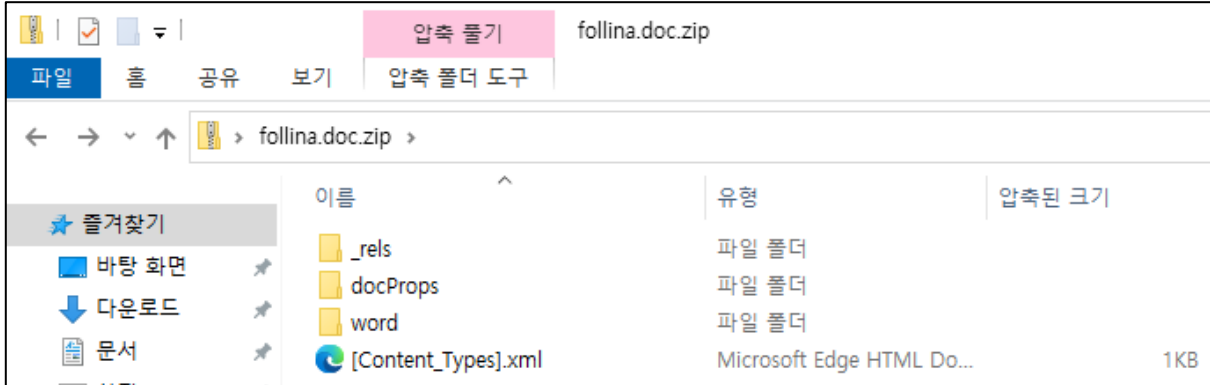 압축 풀기 follina.doc.zip
파일 홈 공유 보기 압축 폴더 도구
follina.doc.zip
이름 유형 압축된 크기
즐겨찾기
_rels 파일 폴더
바탕 화면
docProps 파일 폴더
다운로드
word 파일 폴더
문서
[Content_Types].xml Microsoft Edge HTML Do... 1KB